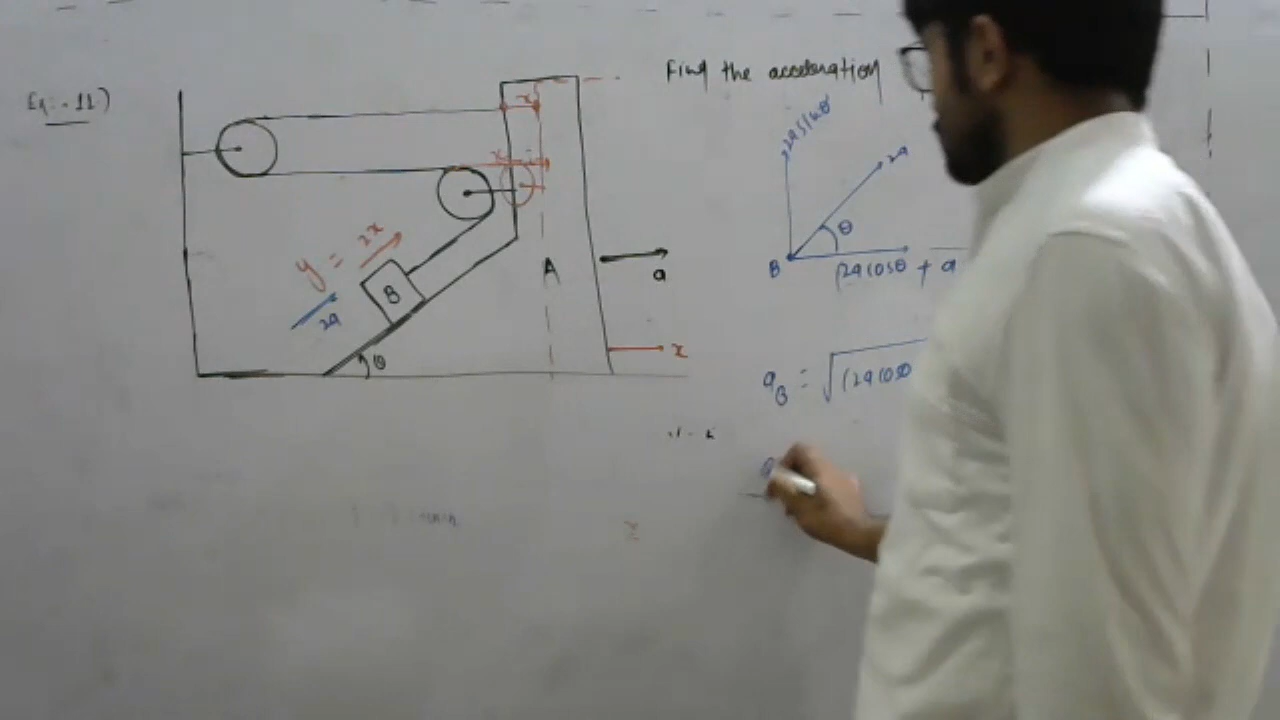 Ex:-11)
Find the acceleration
x
x
2a sinθ
2a
θ
B
(2a cosθ + a
y = 2x
B
2a
θ
A
a
x
a_B = √(2a cosθ